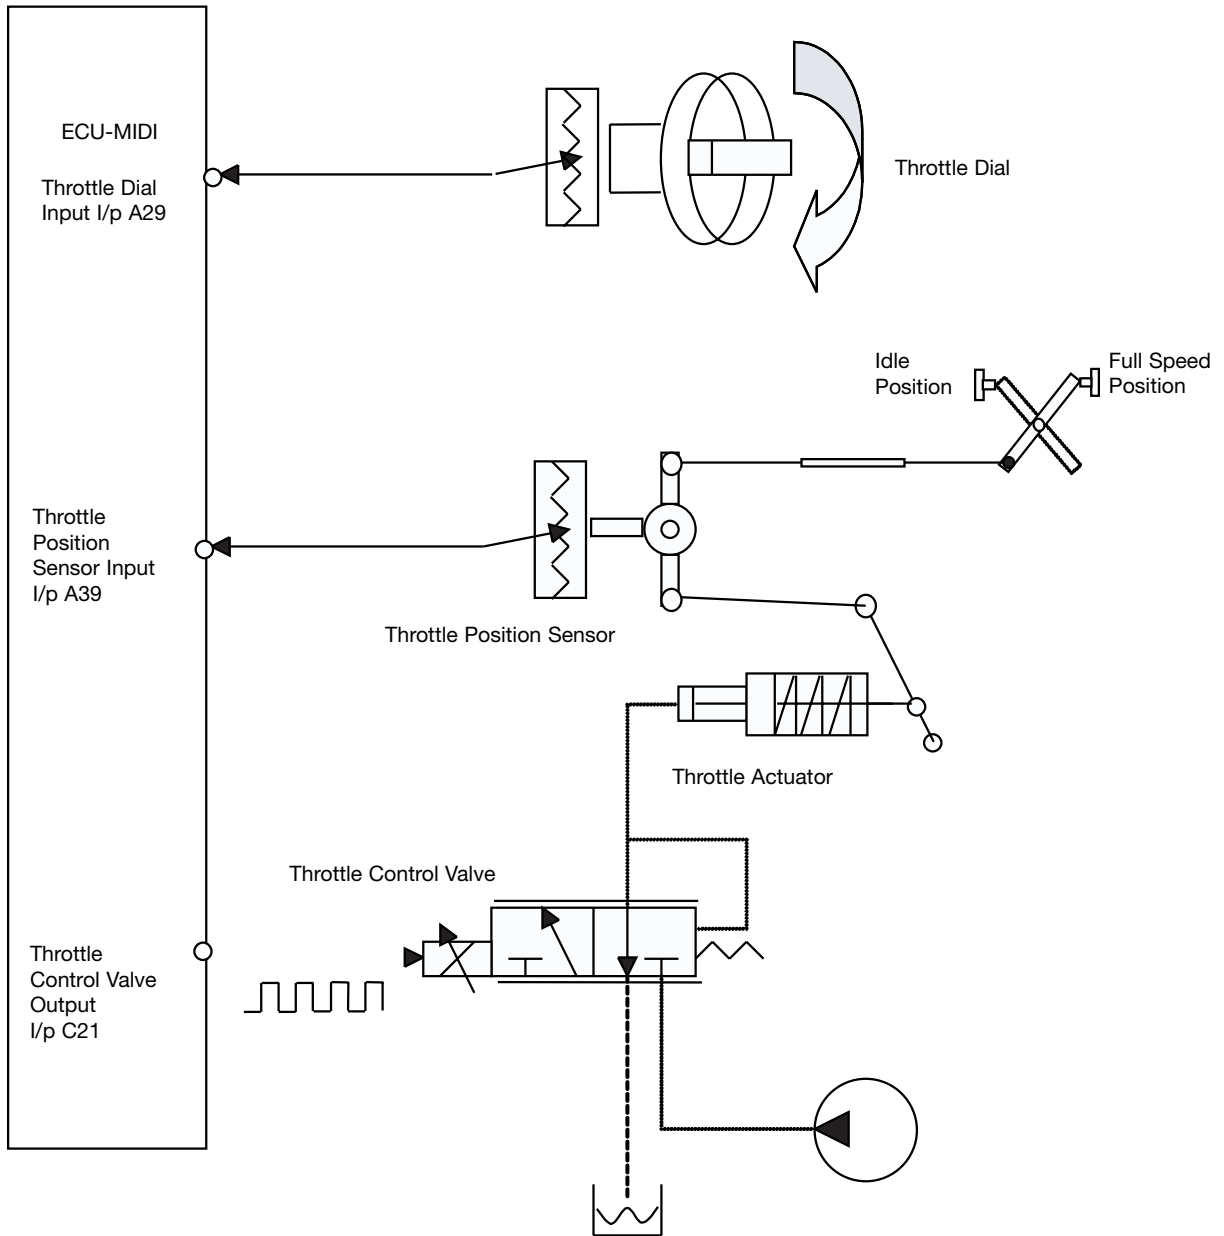 ECU-MIDI
Throttle Dial
Input I/p A29
Throttle Dial
Idle
Position
Full Speed
Position
Throttle
Position
Sensor Input
I/p A39
Throttle Position Sensor
Throttle Actuator
Throttle Control Valve
Throttle
Control Valve
Output
I/p C21